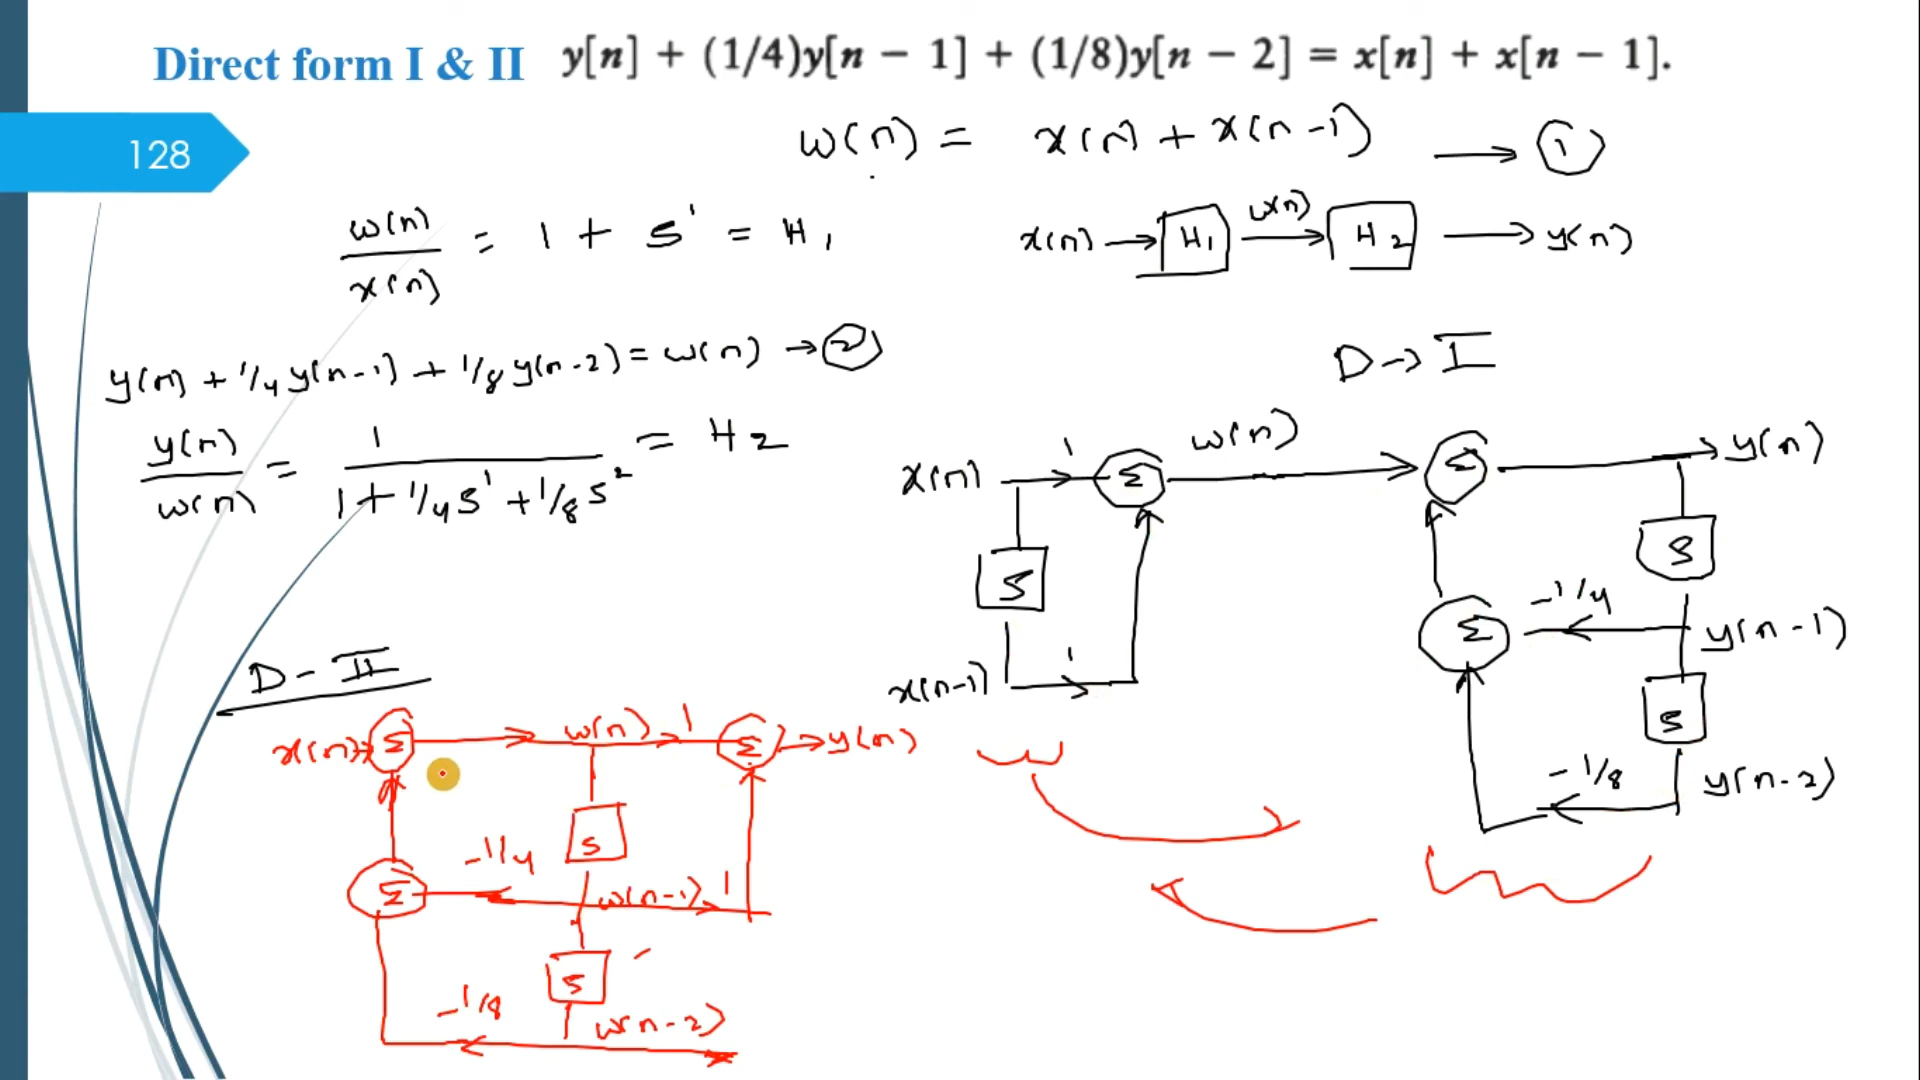 Direct form I & II y[n] + (1/4)y[n − 1] + (1/8)y[n − 2] = x[n] + x[n − 1].
128
w(n) = x(n) + x(n-1) → ①
w(n)/x(n) = 1 + S¹ = H₁
x(n) → H₁ w(n) → H₂ → y(n)
y(n) + 1/4 y(n-1) + 1/8 y(n-2) = w(n) → ②
y(n)/w(n) = 1/(1 + 1/4 S¹ + 1/8 S²) = H₂
D → I
x(n) 1 Σ w(n) Σ y(n)
S S
Σ -1/4 y(n-1)
x(n-1) 1 S
-1/8 y(n-2)
D - II
x(n) Σ w(n) 1 Σ → y(n)
S
Σ -1/4 w(n-1) 1
S
-1/8 w(n-2)